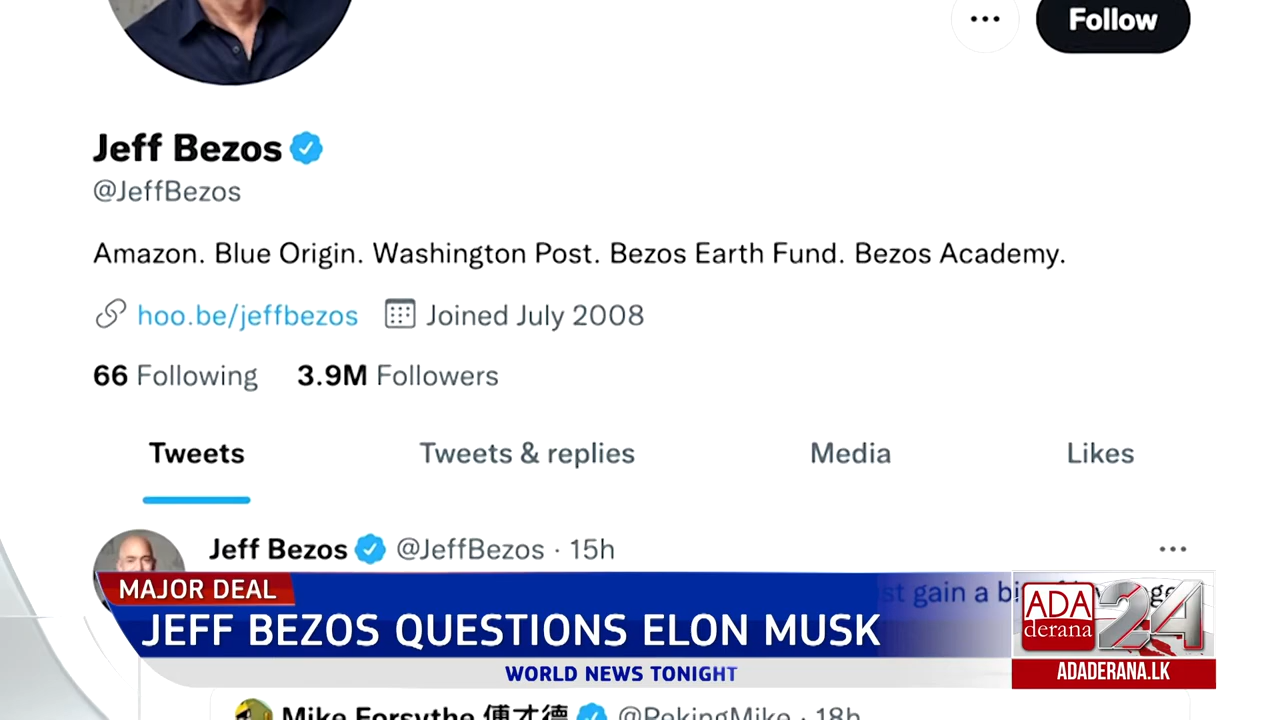 Follow
Jeff Bezos
@JeffBezos
Amazon. Blue Origin. Washington Post. Bezos Earth Fund. Bezos Academy.
hoo.be/jeffbezos Joined July 2008
66 Following 3.9M Followers
Tweets Tweets & replies Media Likes
Jeff Bezos @JeffBezos · 15h
gain a
MAJOR DEAL
JEFF BEZOS QUESTIONS ELON MUSK
WORLD NEWS TONIGHT
ADA
derana 24
ADADERANA.LK
Mike Forsythe 傅才德 @PekingMike · 18h